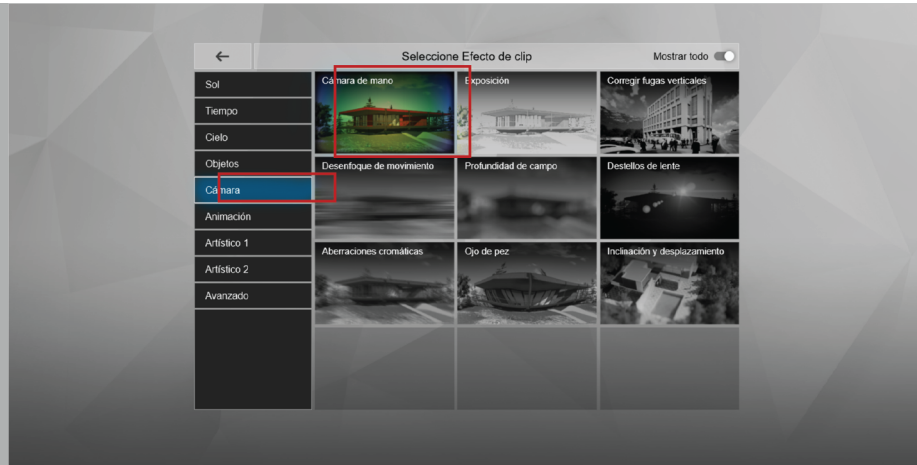 Seleccione Efecto de clip
Mostrar todo
Sol
Tiempo
Cielo
Objetos
Cámara
Animación
Artístico 1
Artístico 2
Avanzado
Cámara de mano
Exposición
Corregir fugas verticales
Desenfoque de movimiento
Profundidad de campo
Destellos de lente
Aberraciones cromáticas
Ojo de pez
Inclinación y desplazamiento